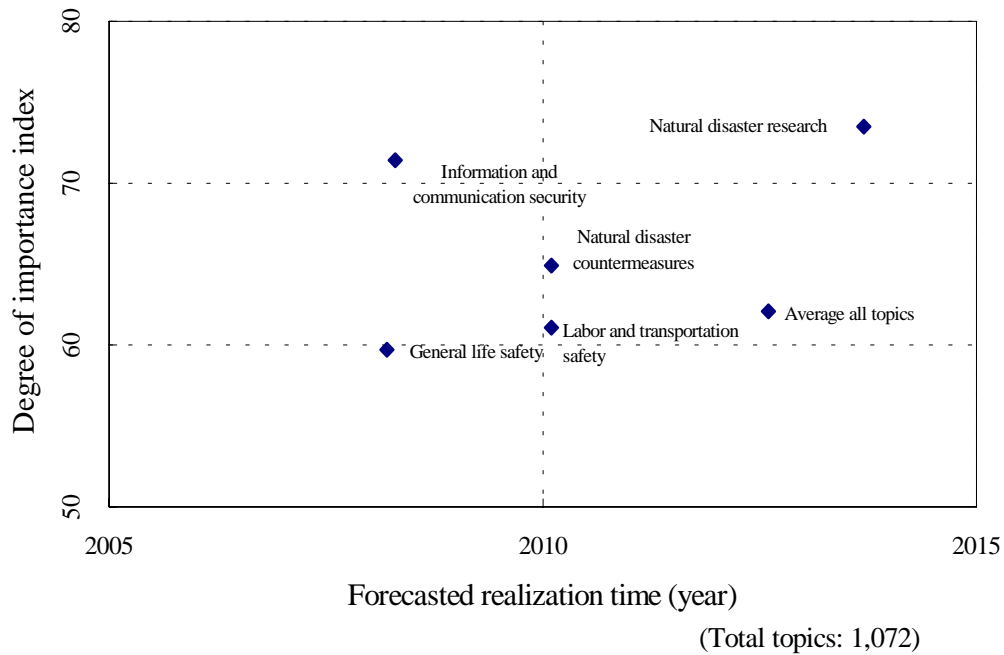 Degree of importance index
80
70
60
50
Natural disaster research
Information and
communication security
Natural disaster
countermeasures
Average all topics
Labor and transportation
safety
General life safety
2005
2010
2015
Forecasted realization time (year)
(Total topics: 1,072)